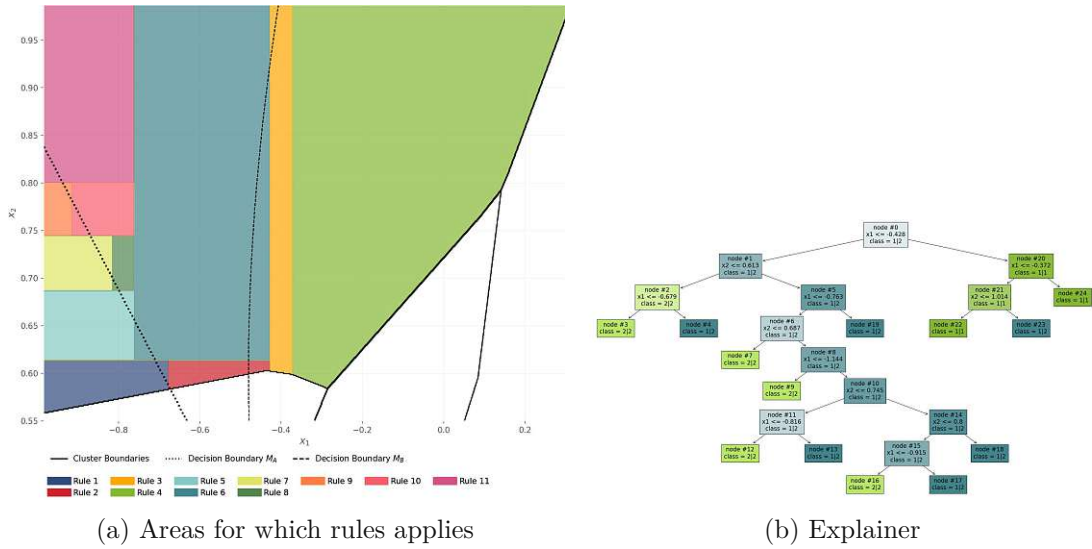 0.95
0.90
0.85
0.80
0.75
0.70
0.65
0.60
0.55
x2
−0.8 −0.6 −0.4 −0.2 0.0 0.2
x1
Cluster Boundaries Decision Boundary MA Decision Boundary MB
Rule 1 Rule 3 Rule 5 Rule 7 Rule 9 Rule 10 Rule 11
Rule 2 Rule 4 Rule 6 Rule 8
(a) Areas for which rules applies
node #0
x1 <= -0.428
class = 1|2
node #1
x2 <= 0.613
class = 1|2
node #20
x1 <= -0.372
class = 1|1
node #2
x1 <= -0.679
class = 2|2
node #5
x1 <= -0.763
class = 1|2
node #21
x2 <= 1.014
class = 1|1
node #24
class = 1|1
node #3
class = 2|2
node #4
class = 1|2
node #6
x2 <= 0.687
class = 1|2
node #19
class = 1|2
node #22
class = 1|1
node #23
class = 1|2
node #7
class = 2|2
node #8
x1 <= -1.144
class = 1|2
node #9
class = 2|2
node #10
x2 <= 0.745
class = 1|2
node #11
x1 <= -0.816
class = 1|2
node #14
x2 <= 0.8
class = 1|2
node #12
class = 2|2
node #13
class = 1|2
node #15
x1 <= -0.915
class = 1|2
node #18
class = 1|2
node #16
class = 2|2
node #17
class = 1|2
(b) Explainer